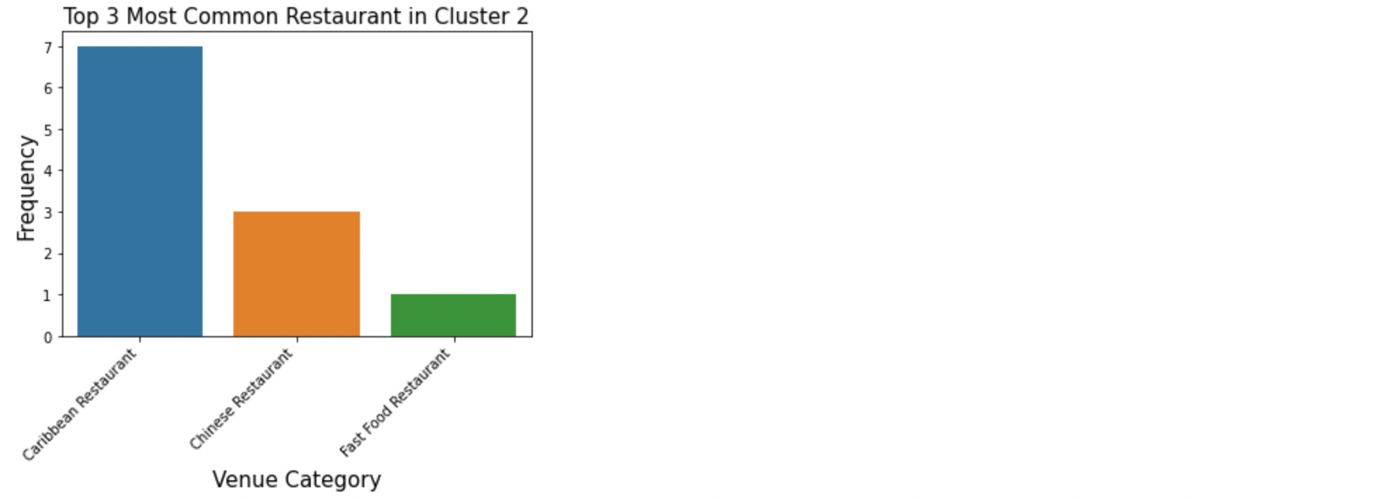 Top 3 Most Common Restaurant in Cluster 2
Frequency
7
6
5
4
3
2
1
0
Caribbean Restaurant
Chinese Restaurant
Fast Food Restaurant
Venue Category